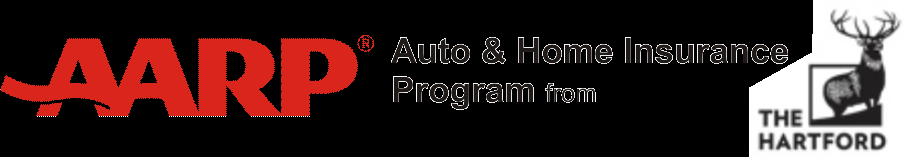 AARP® Auto & Home Insurance
Program from
THE
HARTFORD